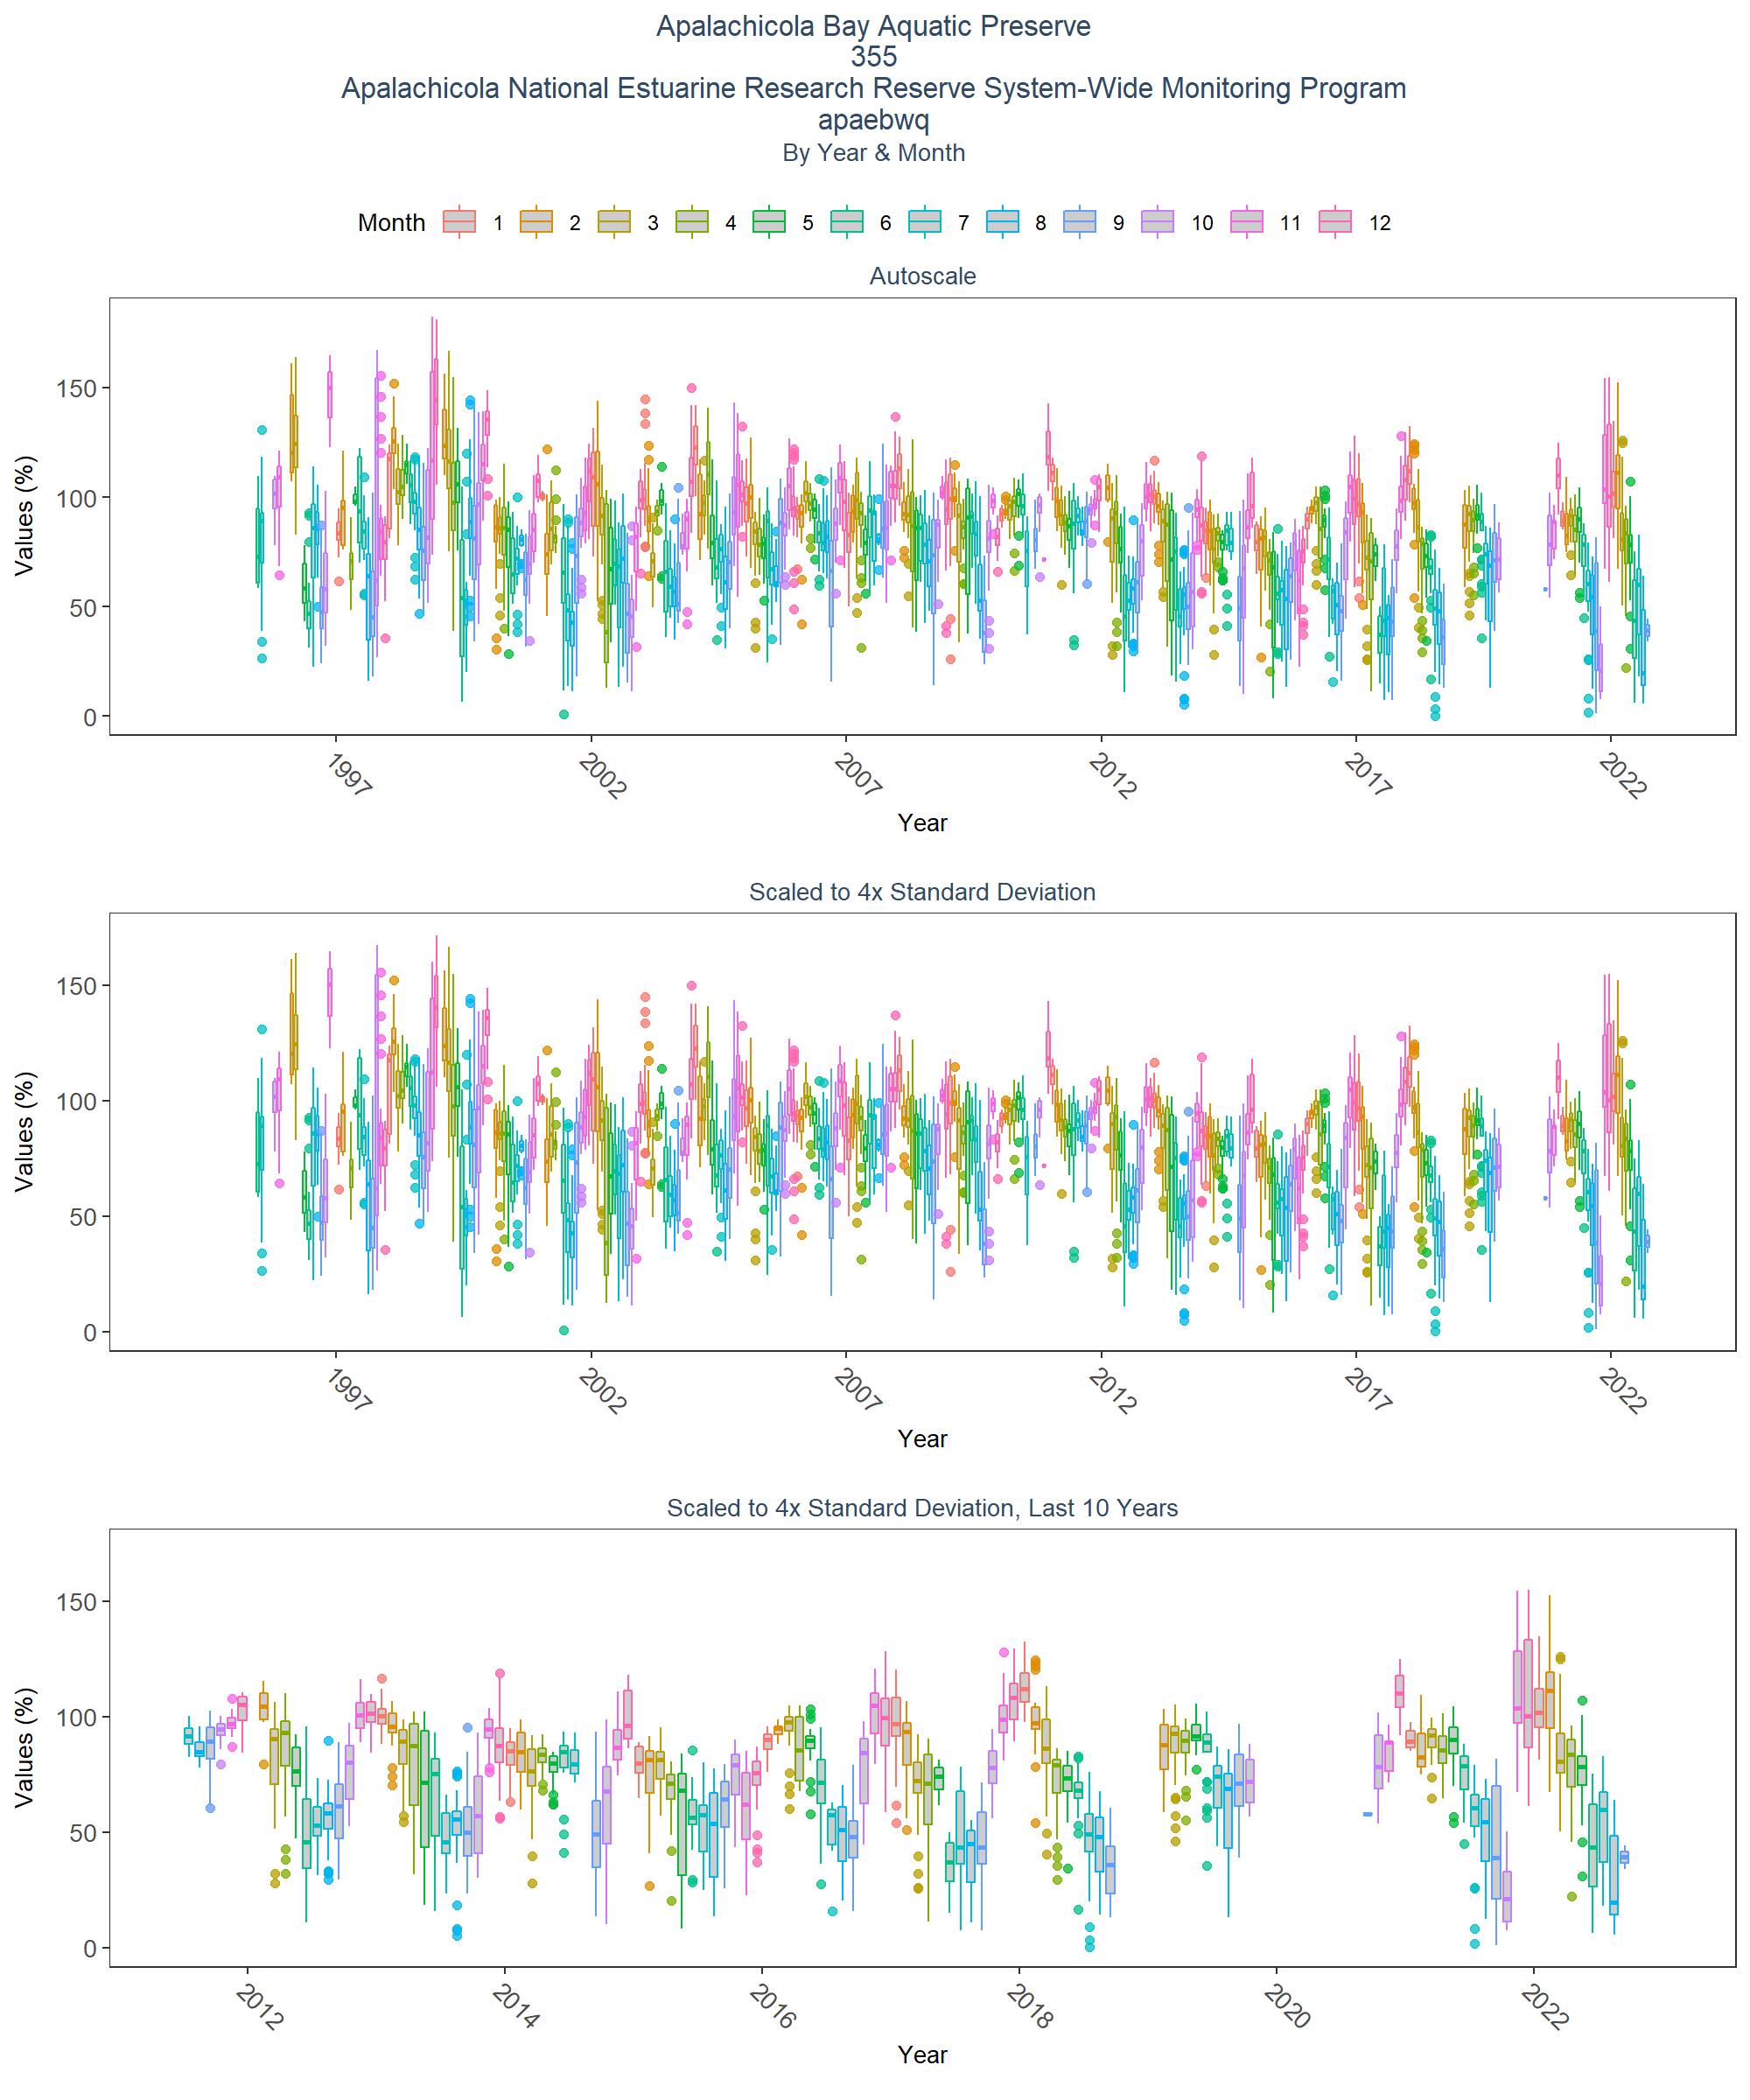 Apalachicola Bay Aquatic Preserve
355
Apalachicola National Estuarine Research Reserve System-Wide Monitoring Program
apaebwq
By Year & Month
Month 1 2 3 4 5 6 7 8 9 10 11 12
Autoscale
Values (%)
150
100
50
0
1997 2002 2007 2012 2017 2022
Year
Scaled to 4x Standard Deviation
Values (%)
150
100
50
0
1997 2002 2007 2012 2017 2022
Year
Scaled to 4x Standard Deviation, Last 10 Years
Values (%)
150
100
50
0
2012 2014 2016 2018 2020 2022
Year